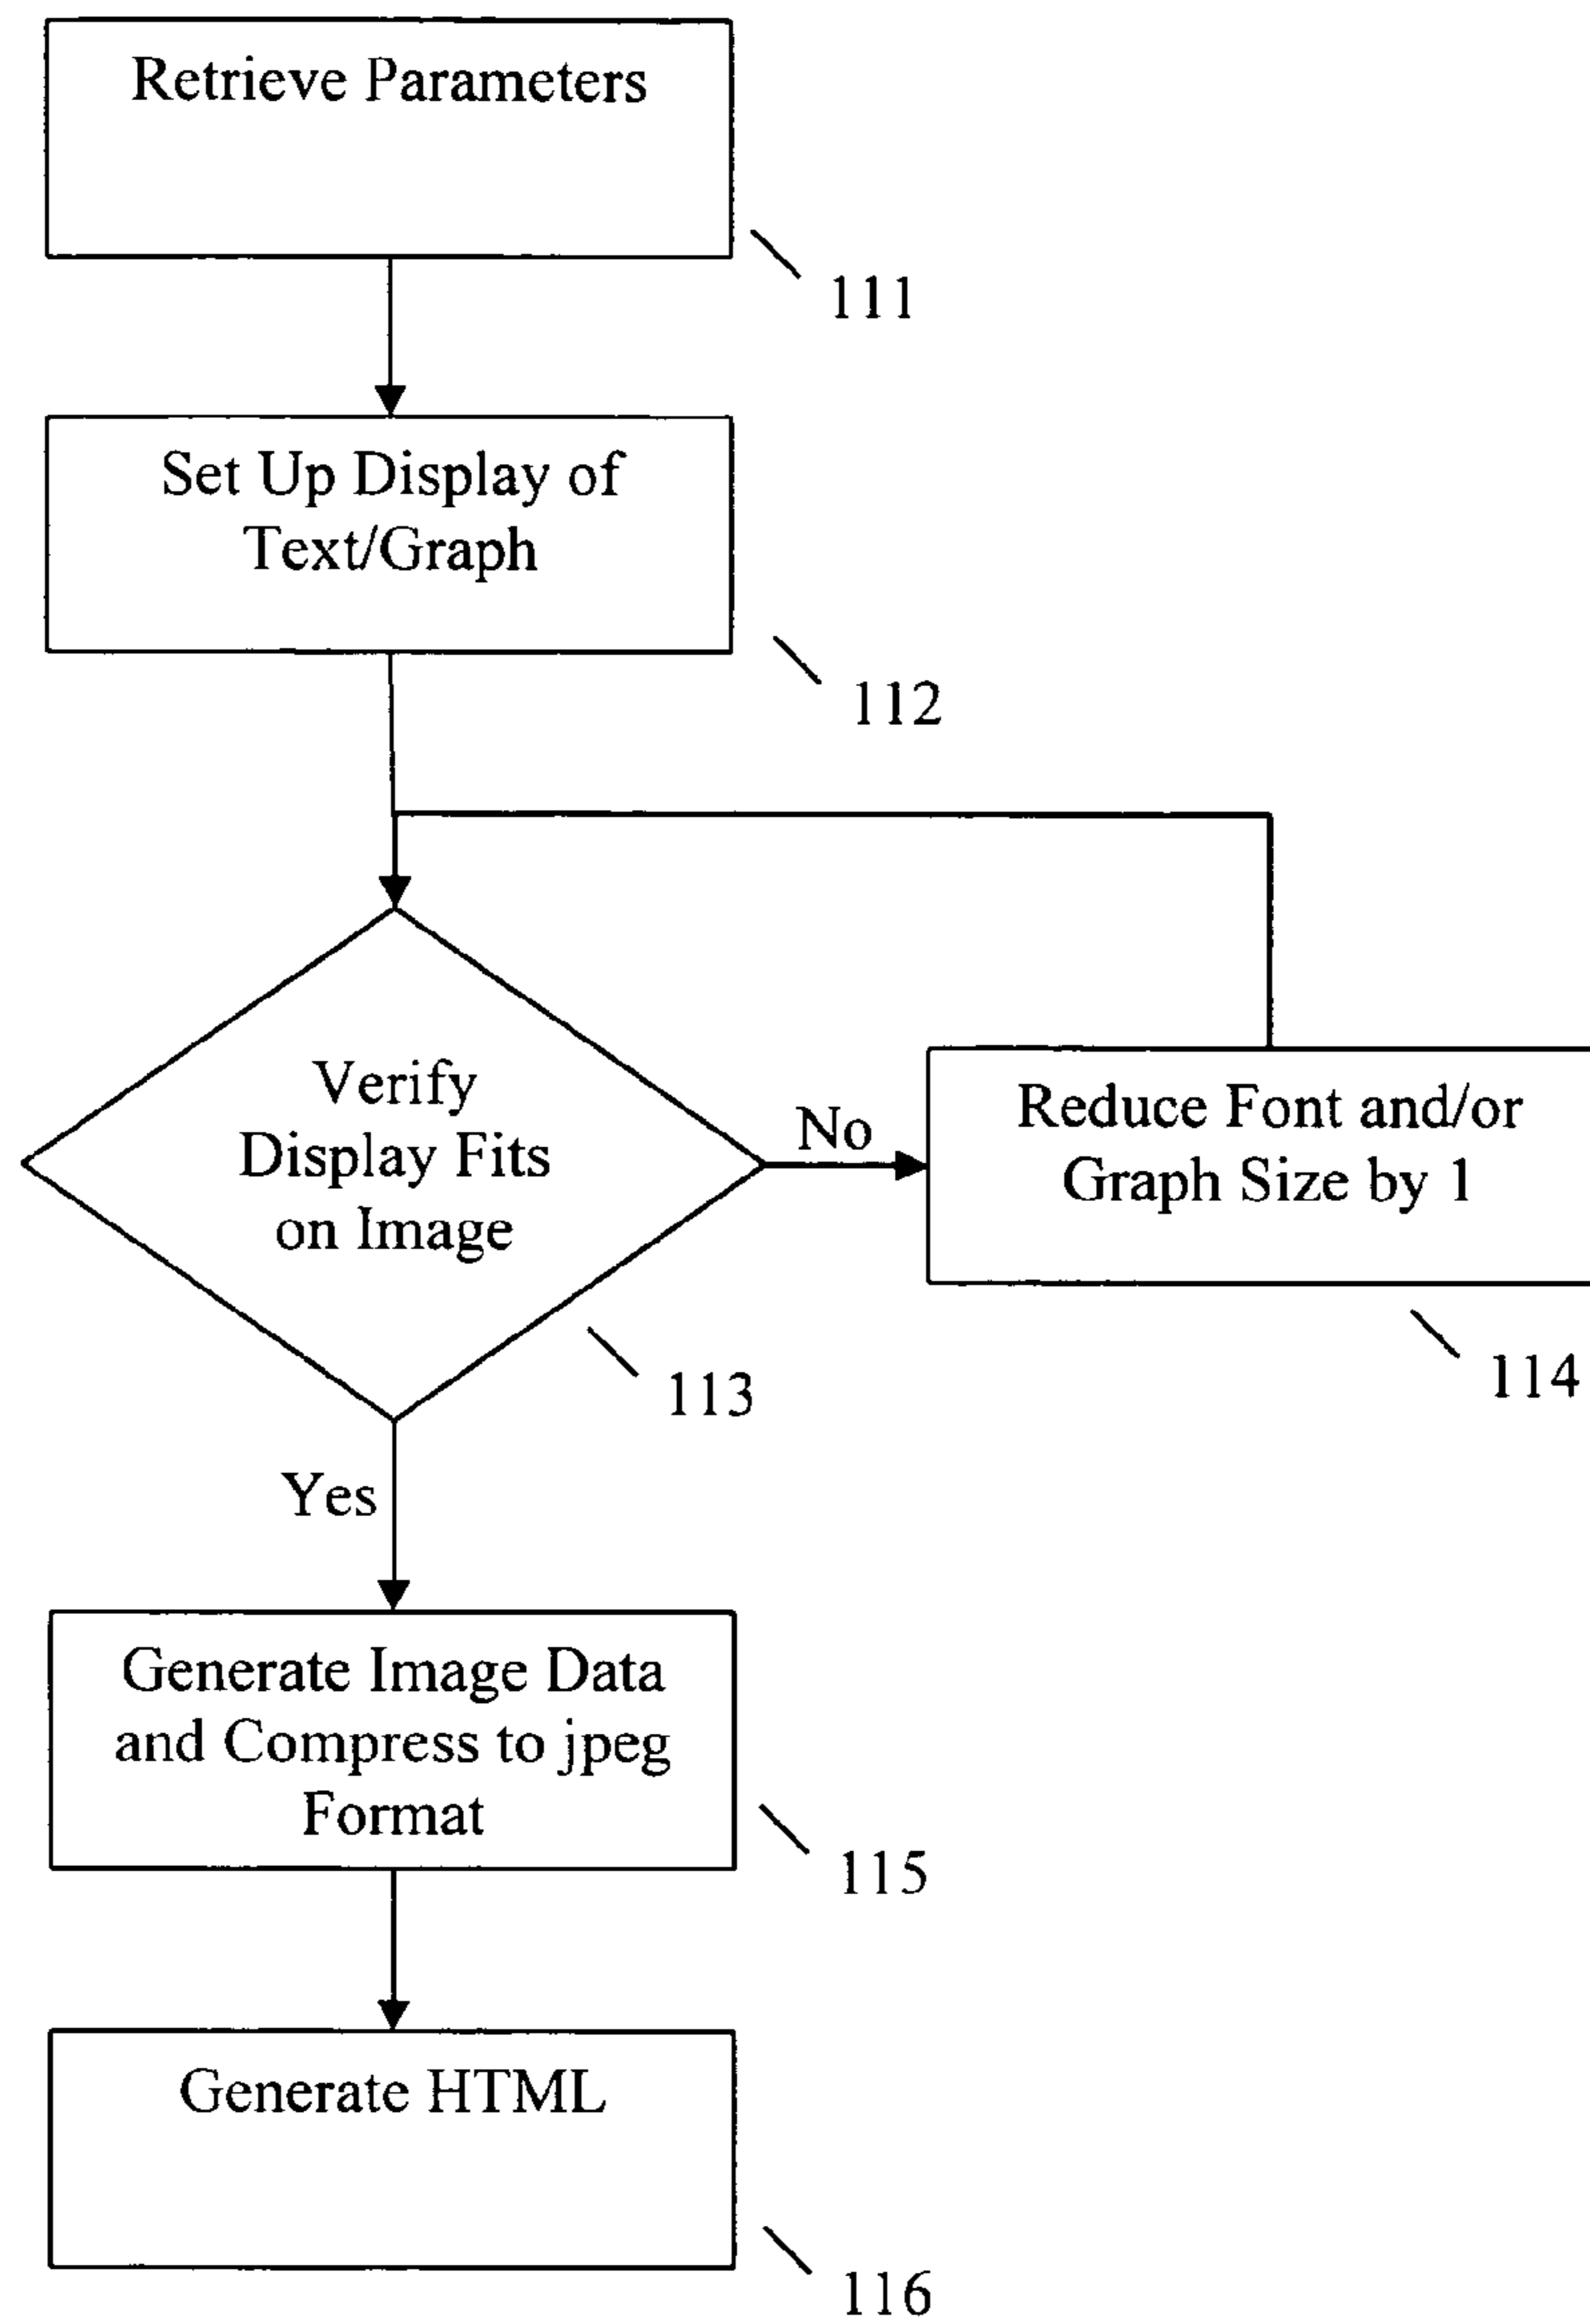 Retrieve Parameters
111
Set Up Display of
Text/Graph
112
Verify
Display Fits
on Image
113
No
Reduce Font and/or
Graph Size by 1
114
Yes
Generate Image Data
and Compress to jpeg
Format
115
Generate HTML
116